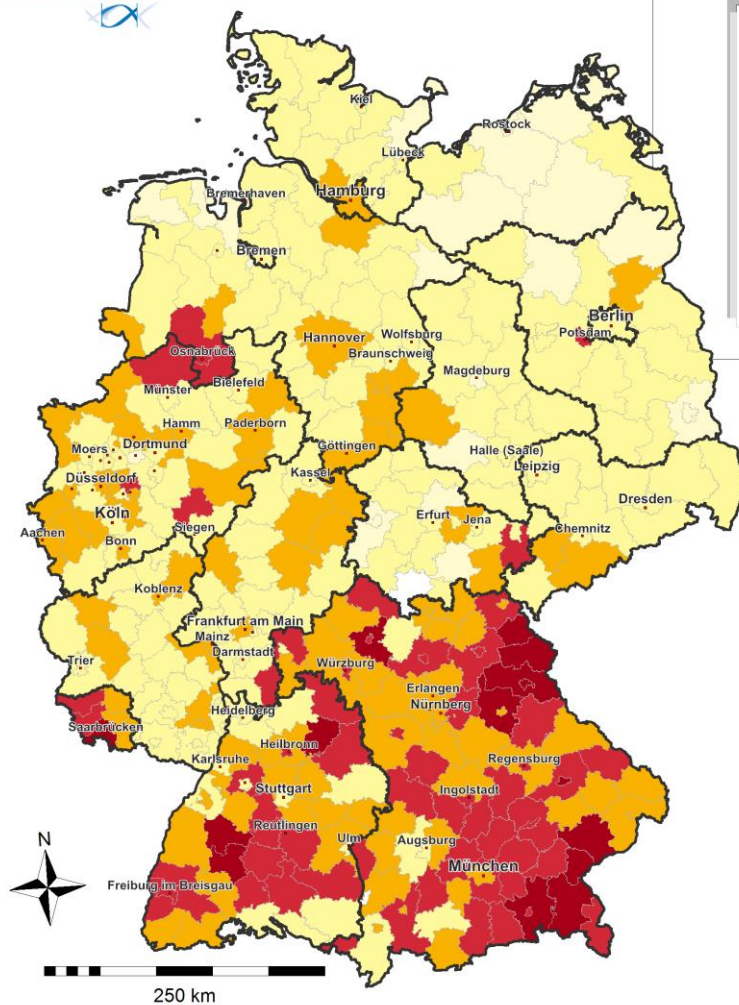 Kiel
Rostock
Lübeck
Hamburg
Bremerhaven
Bremen
Berlin
Potsdam
Wolfsburg
Hannover
Braunschweig
Osnabrück
Magdeburg
Bielefeld
Münster
Hamm
Paderborn
Moers
Dortmund
Göttingen
Halle (Saale)
Leipzig
Düsseldorf
Kassel
Dresden
Köln
Siegen
Erfurt
Jena
Chemnitz
Aachen
Bonn
Koblenz
Frankfurt am Main
Mainz
Darmstadt
Würzburg
Trier
Erlangen
Nürnberg
Saarbrücken
Heidelberg
Heilbronn
Karlsruhe
Regensburg
Stuttgart
Ingolstadt
Reutlingen
Ulm
Augsburg
München
Freiburg im Breisgau
N
250 km